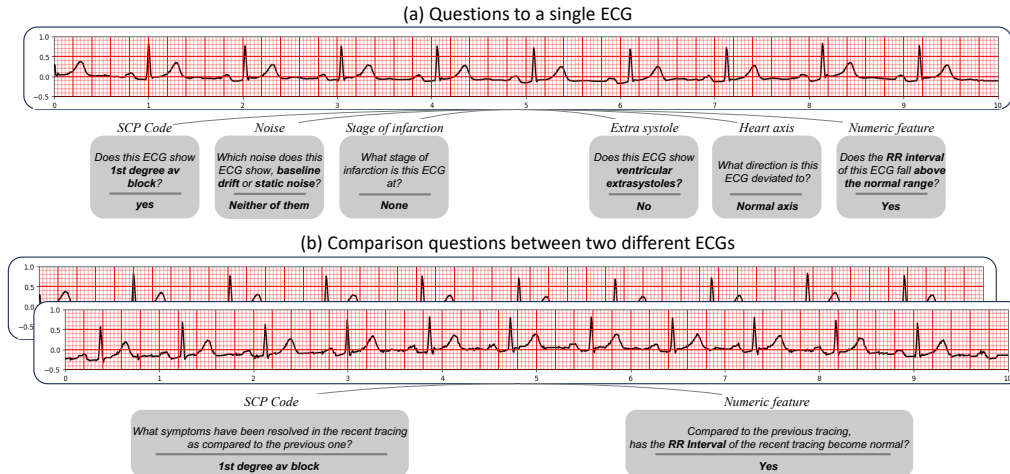 (a) Questions to a single ECG
1.0
0.5
0.0
−0.5
0 1 2 3 4 5 6 7 8 9 10
SCP Code
Does this ECG show
1st degree av
block?
yes
Noise
Which noise does this
ECG show, baseline
drift or static noise?
Neither of them
Stage of infarction
What stage of
infarction is this ECG
at?
None
Extra systole
Does this ECG show
ventricular
extrasystoles?
No
Heart axis
What direction is this
ECG deviated to?
Normal axis
Numeric feature
Does the RR interval
of this ECG fall above
the normal range?
Yes
(b) Comparison questions between two different ECGs
1.0
0.5
0.0
−0.5
1.0
0.5
0.0
−0.5
0 1 2 3 4 5 6 7 8 9 10
SCP Code
What symptoms have been resolved in the recent tracing
as compared to the previous one?
1st degree av block
Numeric feature
Compared to the previous tracing,
has the RR Interval of the recent tracing become normal?
Yes